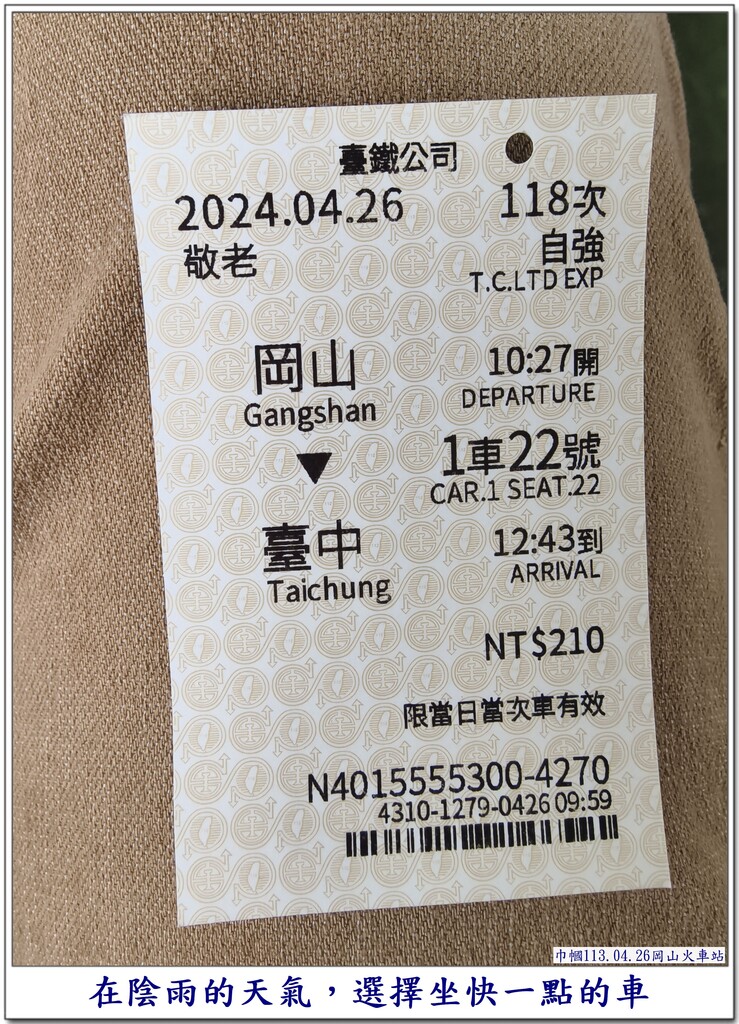 臺鐵公司
2024.04.26
118次
敬老
自強
T.C.LTD EXP
岡山
10:27開
Gangshan
DEPARTURE
1車22號
CAR.1 SEAT.22
臺中
12:43到
Taichung
ARRIVAL
NT$210
限當日當次車有效
N4015555300-4270
4310-1279-0426 09:59
巾幗113.04.26岡山火車站
在陰雨的天氣，選擇坐快一點的車